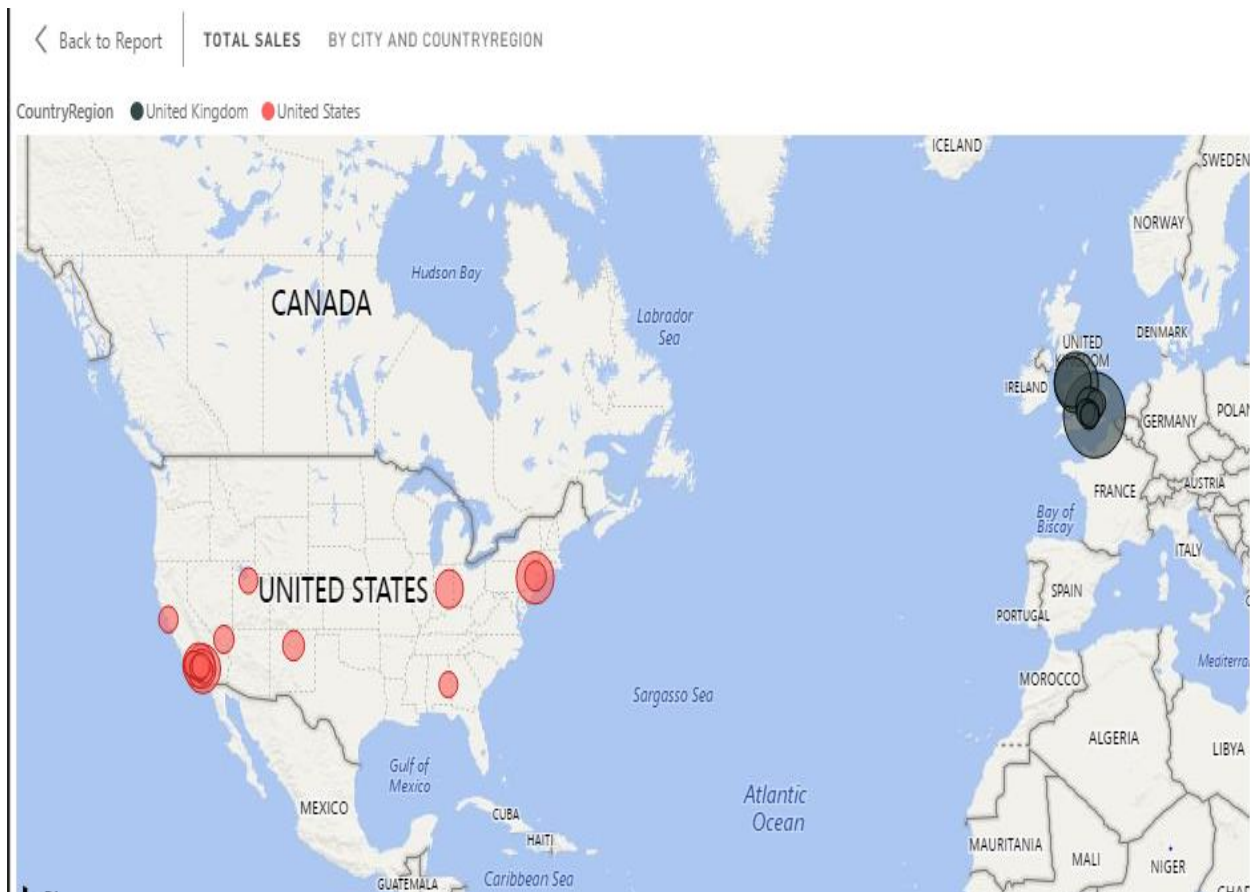 Back to Report
TOTAL SALES BY CITY AND COUNTRYREGION
CountryRegion United Kingdom United States
ICELAND
SWEDEN
NORWAY
Hudson Bay
CANADA
Labrador
Sea
DENMARK
UNITED
KINGDOM
IRELAND
GERMANY
FRANCE
AUSTRIA
Bay of
Biscay
ITALY
UNITED STATES
SPAIN
PORTUGAL
MOROCCO
Sargasso Sea
ALGERIA
LIBYA
Gulf of
Mexico
MEXICO
Atlantic
Ocean
CUBA
HAITI
MAURITANIA
MALI
NIGER
GUATEMALA
Caribbean Sea